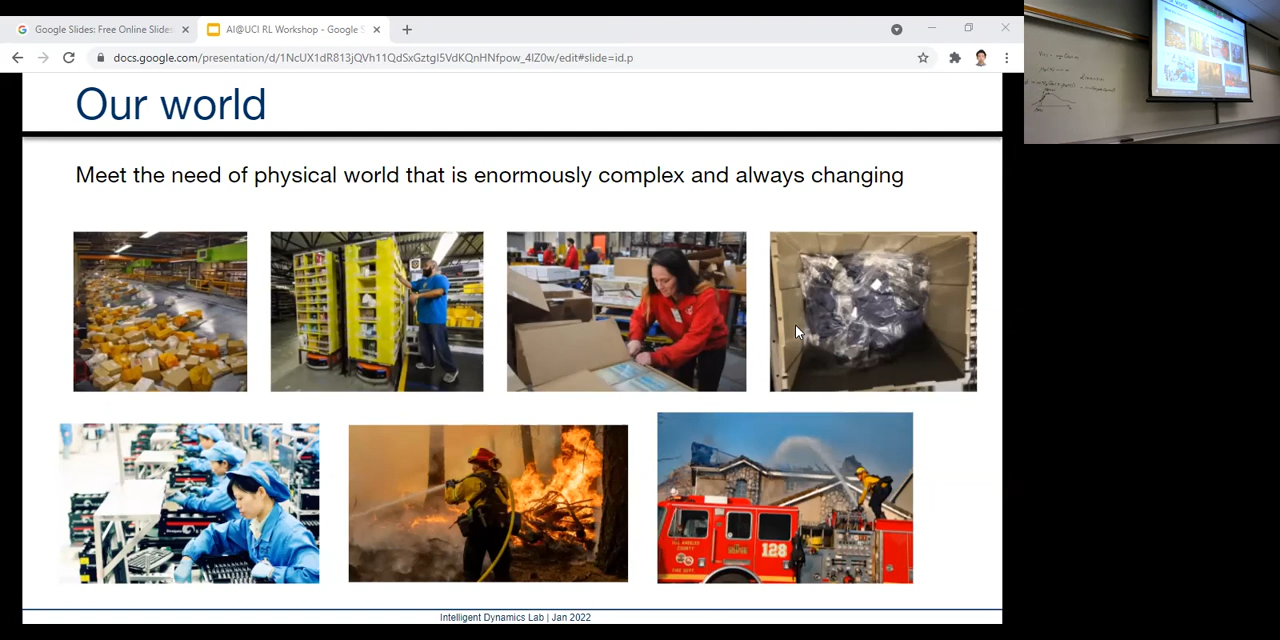 Google Slides: Free Online Slides
AI@UCI RL Workshop - Google S
docs.google.com/presentation/d/1NcUX1dR813jQVh11QdSxGztgI5VdKQnHNfpow_4IZ0w/edit#slide=id.p
Our world
Meet the need of physical world that is enormously complex and always changing
128
Intelligent Dynamics Lab | Jan 2022